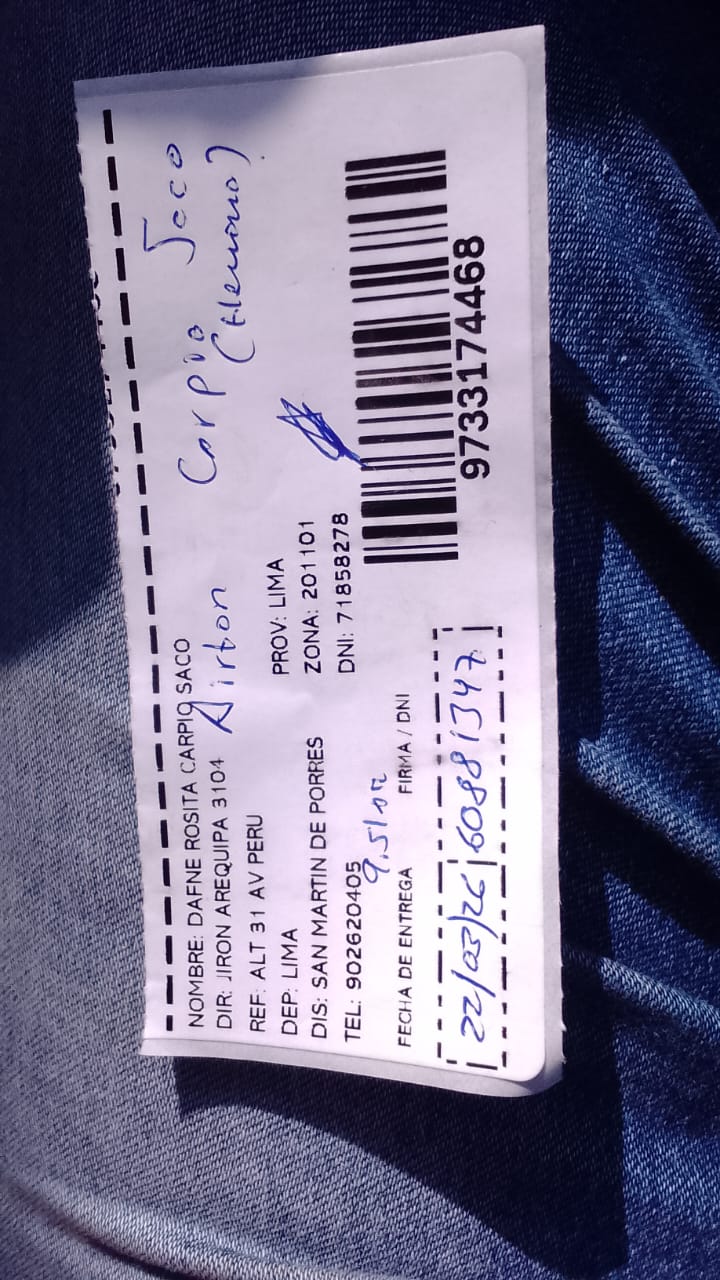 NOMBRE: DAFNE ROSITA CARPIO SACO
DIR: JIRON AREQUIPA 3104
Airton Carpio Saco
(Hermano)
REF: ALT 31 AV PERU
DEP: LIMA PROV: LIMA
DIS: SAN MARTIN DE PORRES ZONA: 201101
TEL: 902620405 DNI: 71858278
FECHA DE ENTREGA FIRMA / DNI
22/03/26 60881347
9733174468